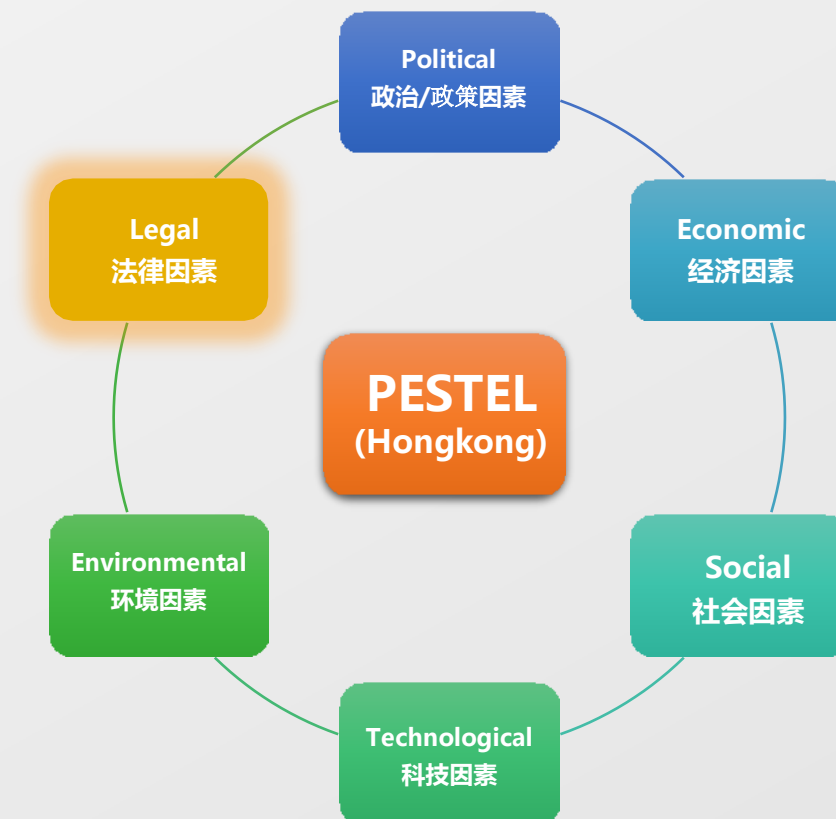 Political
政治/政策因素
Legal
法律因素
Economic
经济因素
PESTEL
(Hongkong)
Environmental
环境因素
Social
社会因素
Technological
科技因素